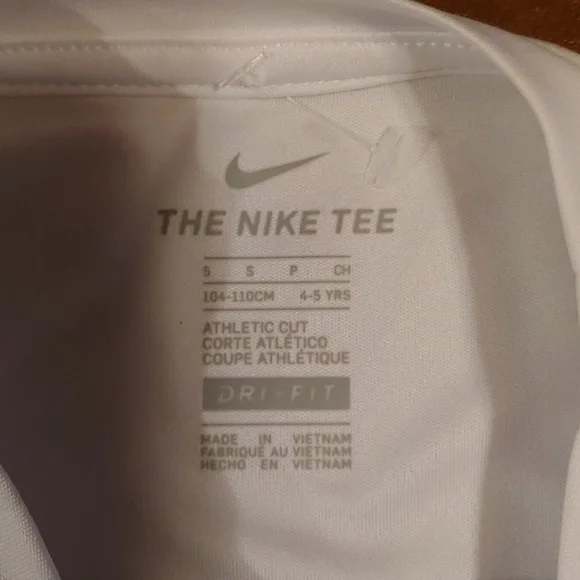 THE NIKE TEE
S S P CH
104-110CM 4-5 YRS
ATHLETIC CUT
CORTE ATLÉTICO
COUPE ATHLÉTIQUE
DRI-FIT
MADE IN VIETNAM
FABRIQUÉ AU VIETNAM
HECHO EN VIETNAM